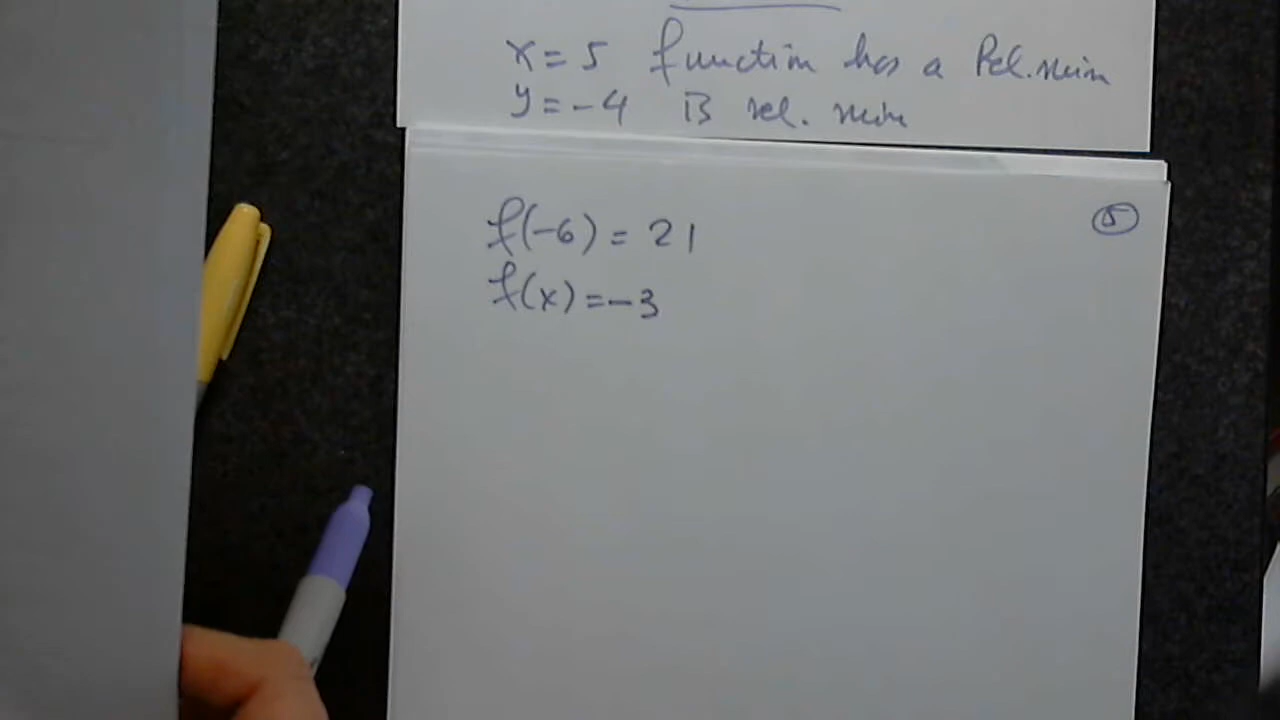 x = 5 function has a Rel. min
y = -4 is rel. min
f(-6) = 21
5
f(x) = -3